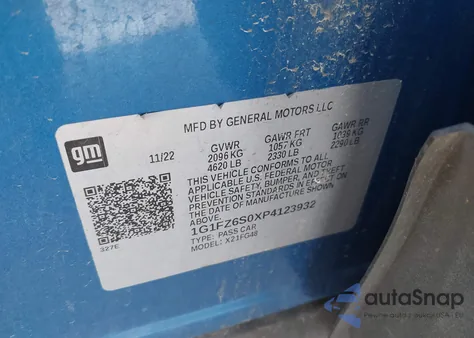 MFD BY GENERAL MOTORS LLC
gm
11/22
GVWR GAWR FRT GAWR RR
2096 KG 1057 KG 1039 KG
4620 LB 2330 LB 2290 LB
THIS VEHICLE CONFORMS TO ALL
APPLICABLE U.S. FEDERAL MOTOR
VEHICLE SAFETY, BUMPER, AND THEFT
PREVENTION STANDARDS IN EFFECT ON
THE DATE OF MANUFACTURE SHOWN
ABOVE.
1G1FZ6S0XP4123932
TYPE: PASS CAR
MODEL: X21FG48
327E
autoSnap